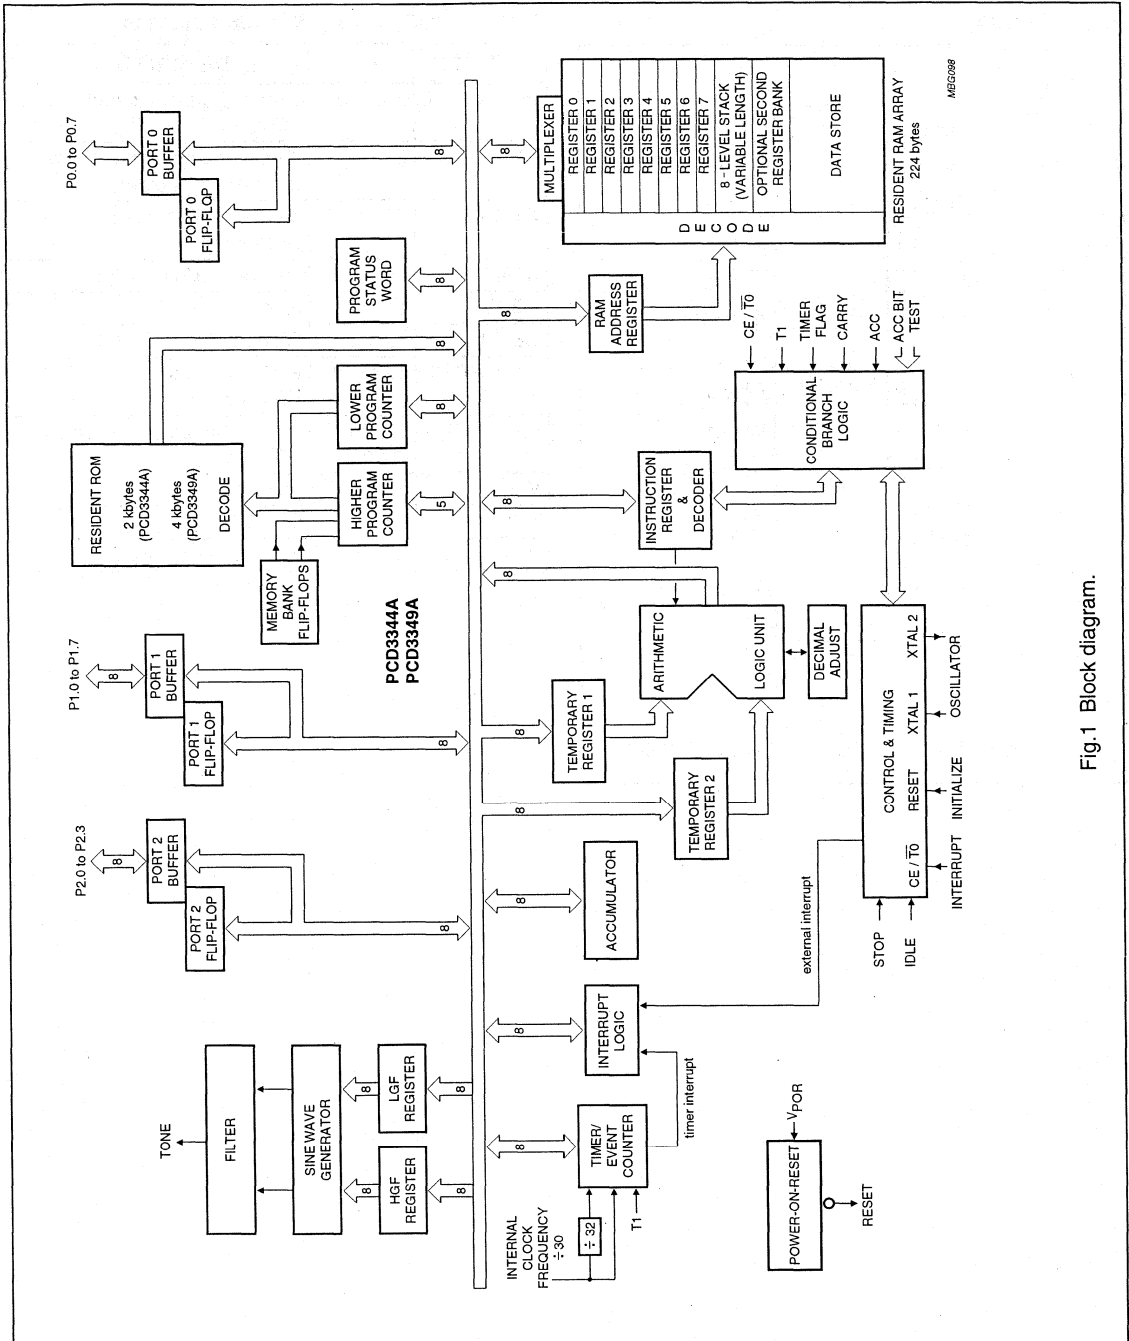 TONE
FILTER
SINE WAVE
GENERATOR
8
8
HGF
REGISTER
LGF
REGISTER
8
8
P2.0 to P2.3
8
PORT 2
BUFFER
PORT 2
FLIP-FLOP
8
P1.0 to P1.7
8
PORT 1
BUFFER
PORT 1
FLIP-FLOP
8
RESIDENT ROM
2 kbytes
(PCD3344A)
4 kbytes
(PCD3349A)
DECODE
MEMORY
BANK
FLIP-FLOPS
HIGHER
PROGRAM
COUNTER
5
LOWER
PROGRAM
COUNTER
8
8
PROGRAM
STATUS
WORD
8
P0.0 to P0.7
PORT 0
BUFFER
PORT 0
FLIP-FLOP
8
PCD3344A
PCD3349A
INTERNAL
CLOCK
FREQUENCY
÷ 30
÷ 32
T1
8
TIMER/
EVENT
COUNTER
timer interrupt
8
INTERRUPT
LOGIC
external interrupt
8
ACCUMULATOR
8
TEMPORARY
REGISTER 2
8
TEMPORARY
REGISTER 1
ARITHMETIC
LOGIC UNIT
8
DECIMAL
ADJUST
8
INSTRUCTION
REGISTER
&
DECODER
8
RAM
ADDRESS
REGISTER
8
MULTIPLEXER
DECODE
REGISTER 0
REGISTER 1
REGISTER 2
REGISTER 3
REGISTER 4
REGISTER 5
REGISTER 6
REGISTER 7
8 - LEVEL STACK
(VARIABLE LENGTH)
OPTIONAL SECOND
REGISTER BANK
DATA STORE
RESIDENT RAM ARRAY
224 bytes
CONDITIONAL
BRANCH
LOGIC
CE / T0
T1
TIMER
FLAG
CARRY
ACC
ACC BIT
TEST
POWER-ON-RESET
VPOR
RESET
STOP
IDLE
CONTROL & TIMING
CE / T0
RESET
XTAL 1
XTAL 2
INTERRUPT
INITIALIZE
OSCILLATOR
MBG098
Fig.1 Block diagram.